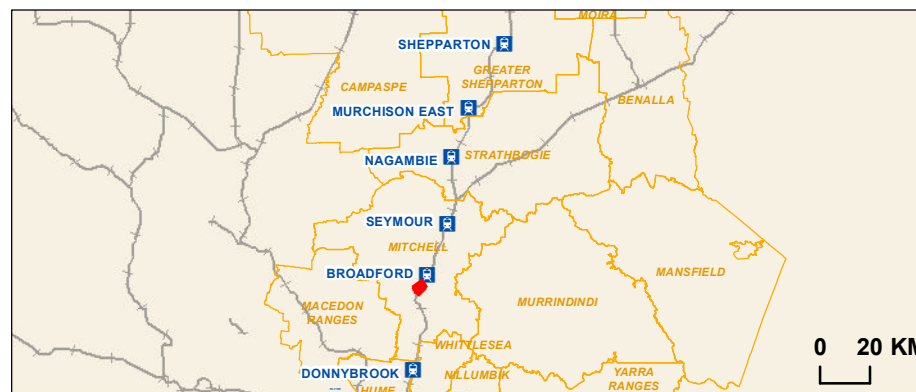 MOIRA
SHEPPARTON
GREATER
SHEPPARTON
CAMPASPE
BENALLA
MURCHISON EAST
NAGAMBIE
STRATHBOGIE
SEYMOUR
MITCHELL
BROADFORD
MANSFIELD
MURRINDINDI
MACEDON
RANGES
WHITTLESEA
0 20 KM
DONNYBROOK
NILLUMBIK
YARRA
RANGES
HUME